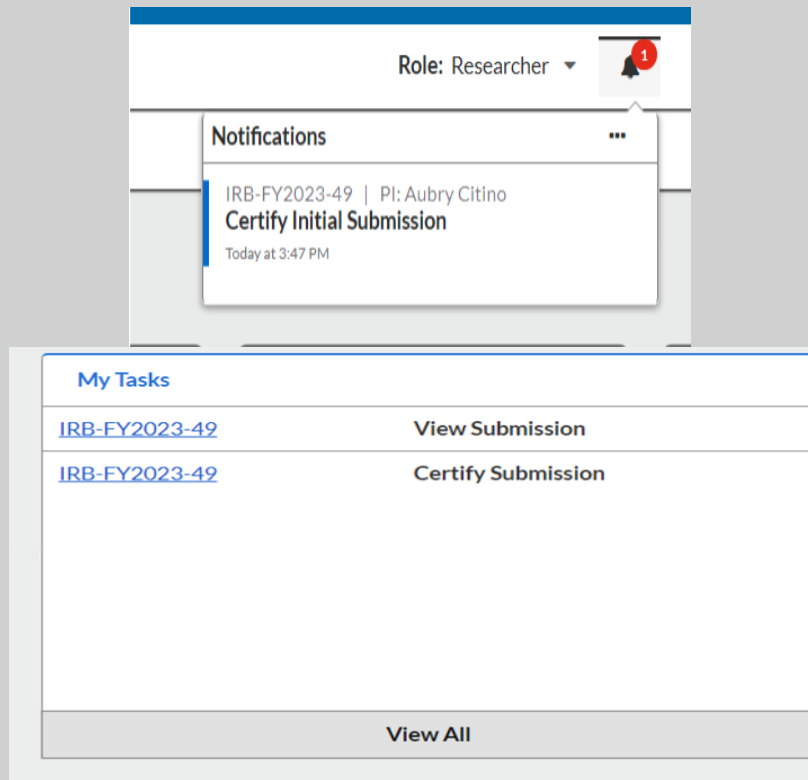 Role: Researcher
1
Notifications
IRB-FY2023-49 | PI: Aubry Citino
Certify Initial Submission
Today at 3:47 PM
My Tasks
IRB-FY2023-49 View Submission
IRB-FY2023-49 Certify Submission
View All